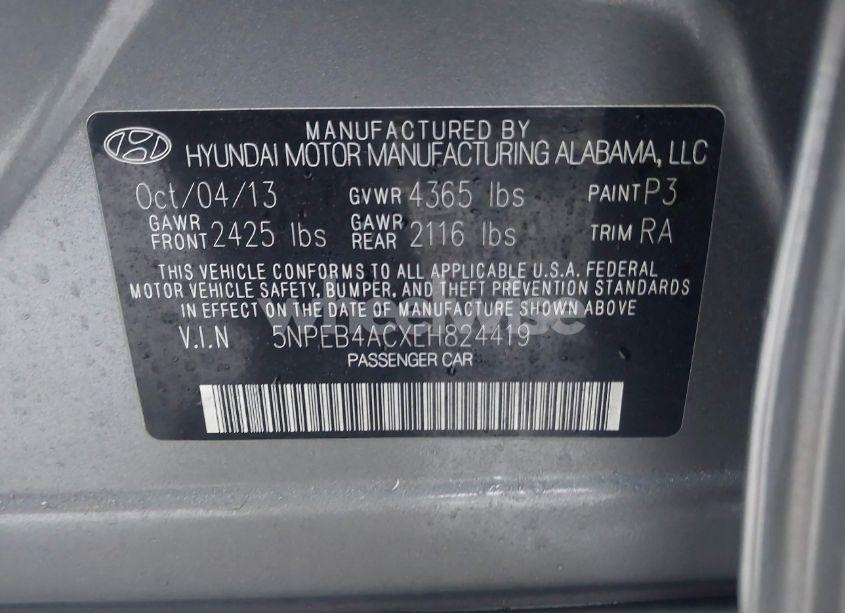 MANUFACTURED BY
HYUNDAI MOTOR MANUFACTURING ALABAMA, LLC
Oct/04/13 GVWR 4365 lbs PAINT P3
GAWR FRONT 2425 lbs GAWR REAR 2116 lbs TRIM RA
THIS VEHICLE CONFORMS TO ALL APPLICABLE U.S.A. FEDERAL
MOTOR VEHICLE SAFETY, BUMPER, AND THEFT PREVENTION STANDARDS
IN EFFECT ON THE DATE OF MANUFACTURE SHOWN ABOVE
V.I.N 5NPEB4ACXEH824419
PASSENGER CAR